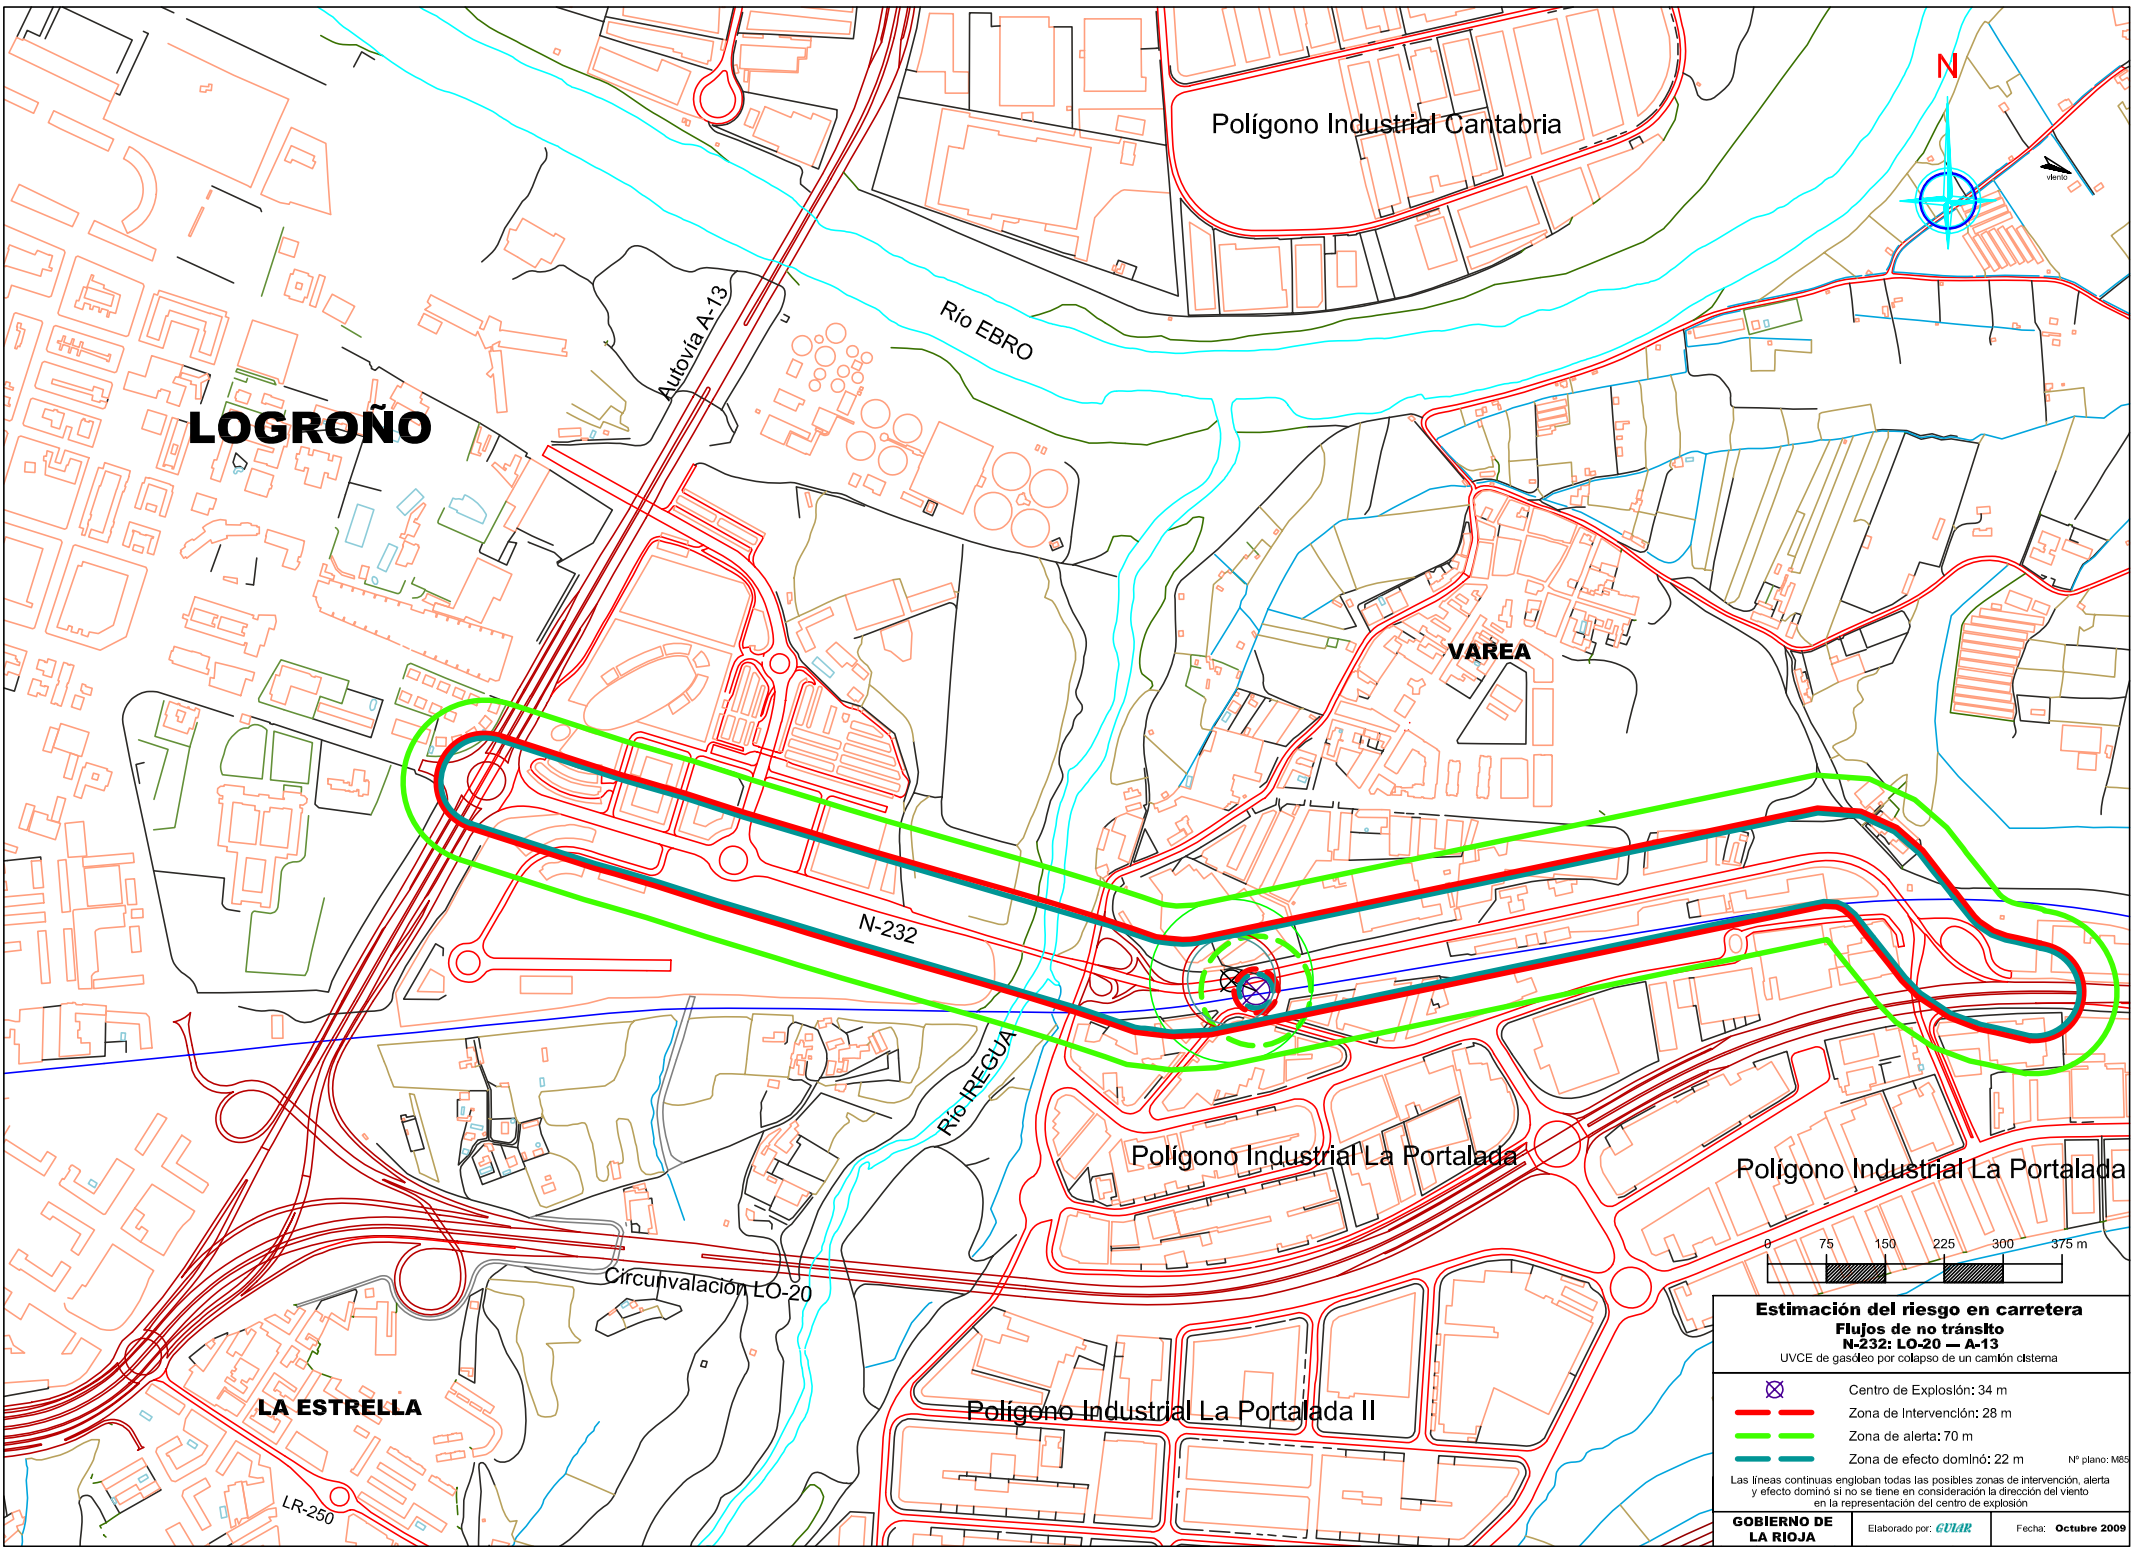 Polígono Industrial Cantabria
N
viento
Autovía A-13
Río EBRO
LOGROÑO
VAREA
N-232
Río IREGUA
Polígono Industrial La Portalada
Polígono Industrial La Portalada
Circunvalación LO-20
LA ESTRELLA
Polígono Industrial La Portalada II
LR-250
0 75 150 225 300 375 m
Estimación del riesgo en carretera
Flujos de no tránsito
N-232: LO-20 — A-13
UVCE de gasóleo por colapso de un camión cisterna
Centro de Explosión: 34 m
Zona de Intervención: 28 m
Zona de alerta: 70 m
Zona de efecto dominó: 22 m
Nº plano: M85
Las líneas continuas engloban todas las posibles zonas de intervención, alerta
y efecto dominó si no se tiene en consideración la dirección del viento
en la representación del centro de explosión
GOBIERNO DE
LA RIOJA
Elaborado por: GUIAR
Fecha: Octubre 2009